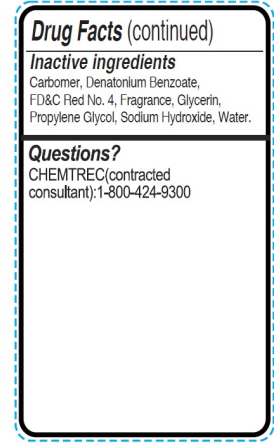 Drug Facts (continued)
Inactive ingredients
Carbomer, Denatonium Benzoate,
FD&C Red No. 4, Fragrance, Glycerin,
Propylene Glycol, Sodium Hydroxide, Water.
Questions?
CHEMTREC(contracted
consultant):1-800-424-9300